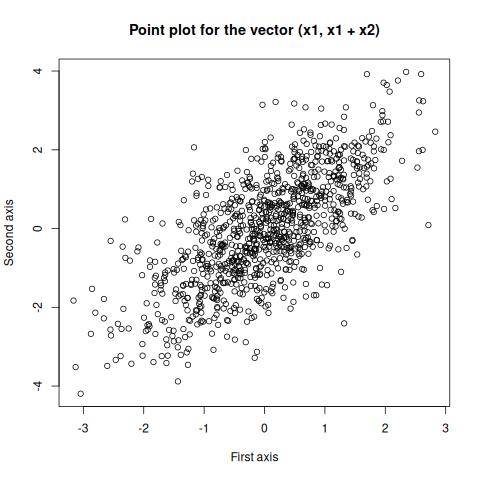 Point plot for the vector (x1, x1 + x2)
4
2
0
-2
-4
Second axis
-3 -2 -1 0 1 2 3
First axis